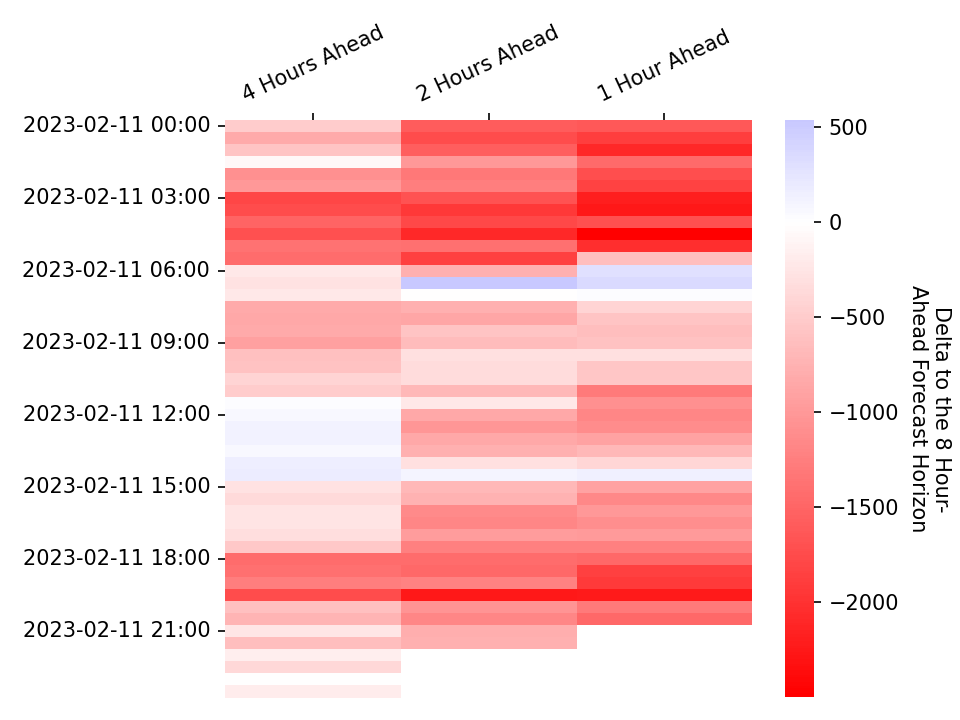 4 Hours Ahead
2 Hours Ahead
1 Hour Ahead
2023-02-11 00:00
2023-02-11 03:00
2023-02-11 06:00
2023-02-11 09:00
2023-02-11 12:00
2023-02-11 15:00
2023-02-11 18:00
2023-02-11 21:00
500
0
−500
−1000
−1500
−2000
Delta to the 8 Hour-
Ahead Forecast Horizon